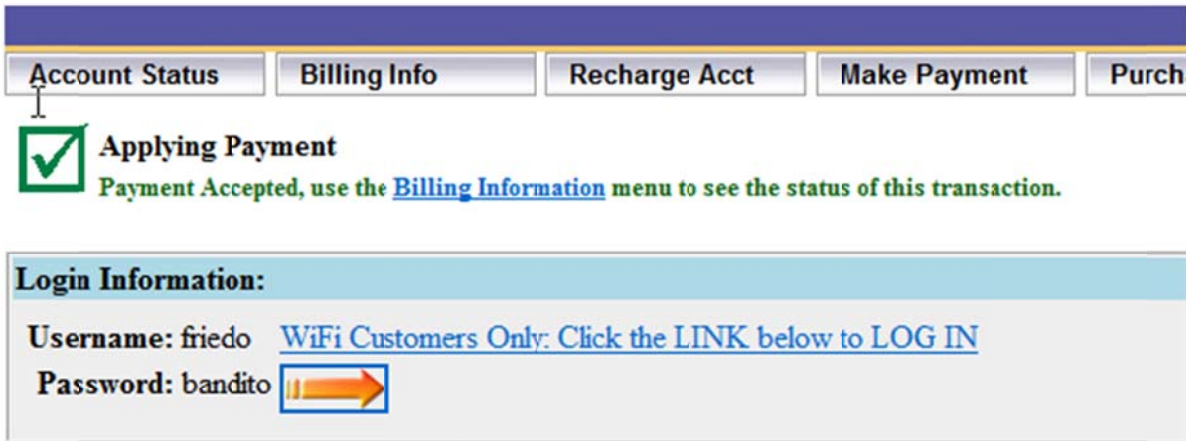 Account Status Billing Info Recharge Acct Make Payment Purch
Applying Payment
Payment Accepted, use the Billing Information menu to see the status of this transaction.
Login Information:
Username: friedo WiFi Customers Only: Click the LINK below to LOG IN
Password: bandito